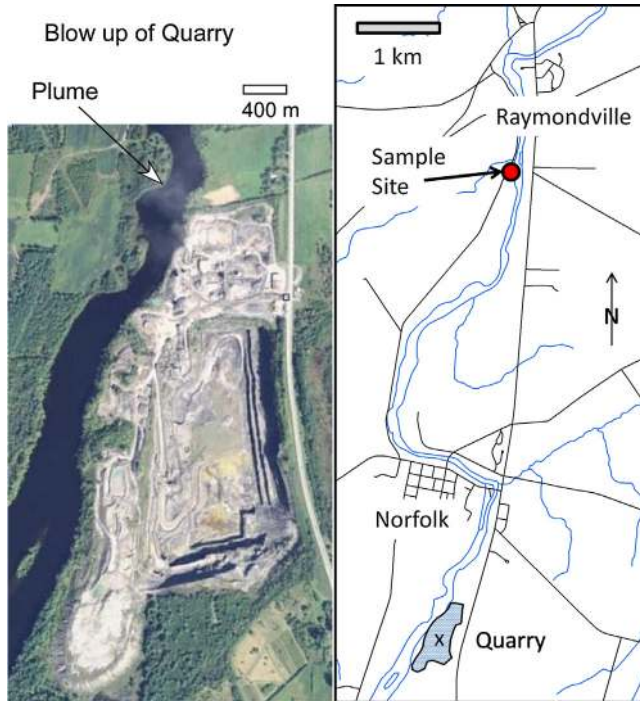 Blow up of Quarry
Plume
400 m
1 km
Raymondville
Sample
Site
N
Norfolk
x
Quarry